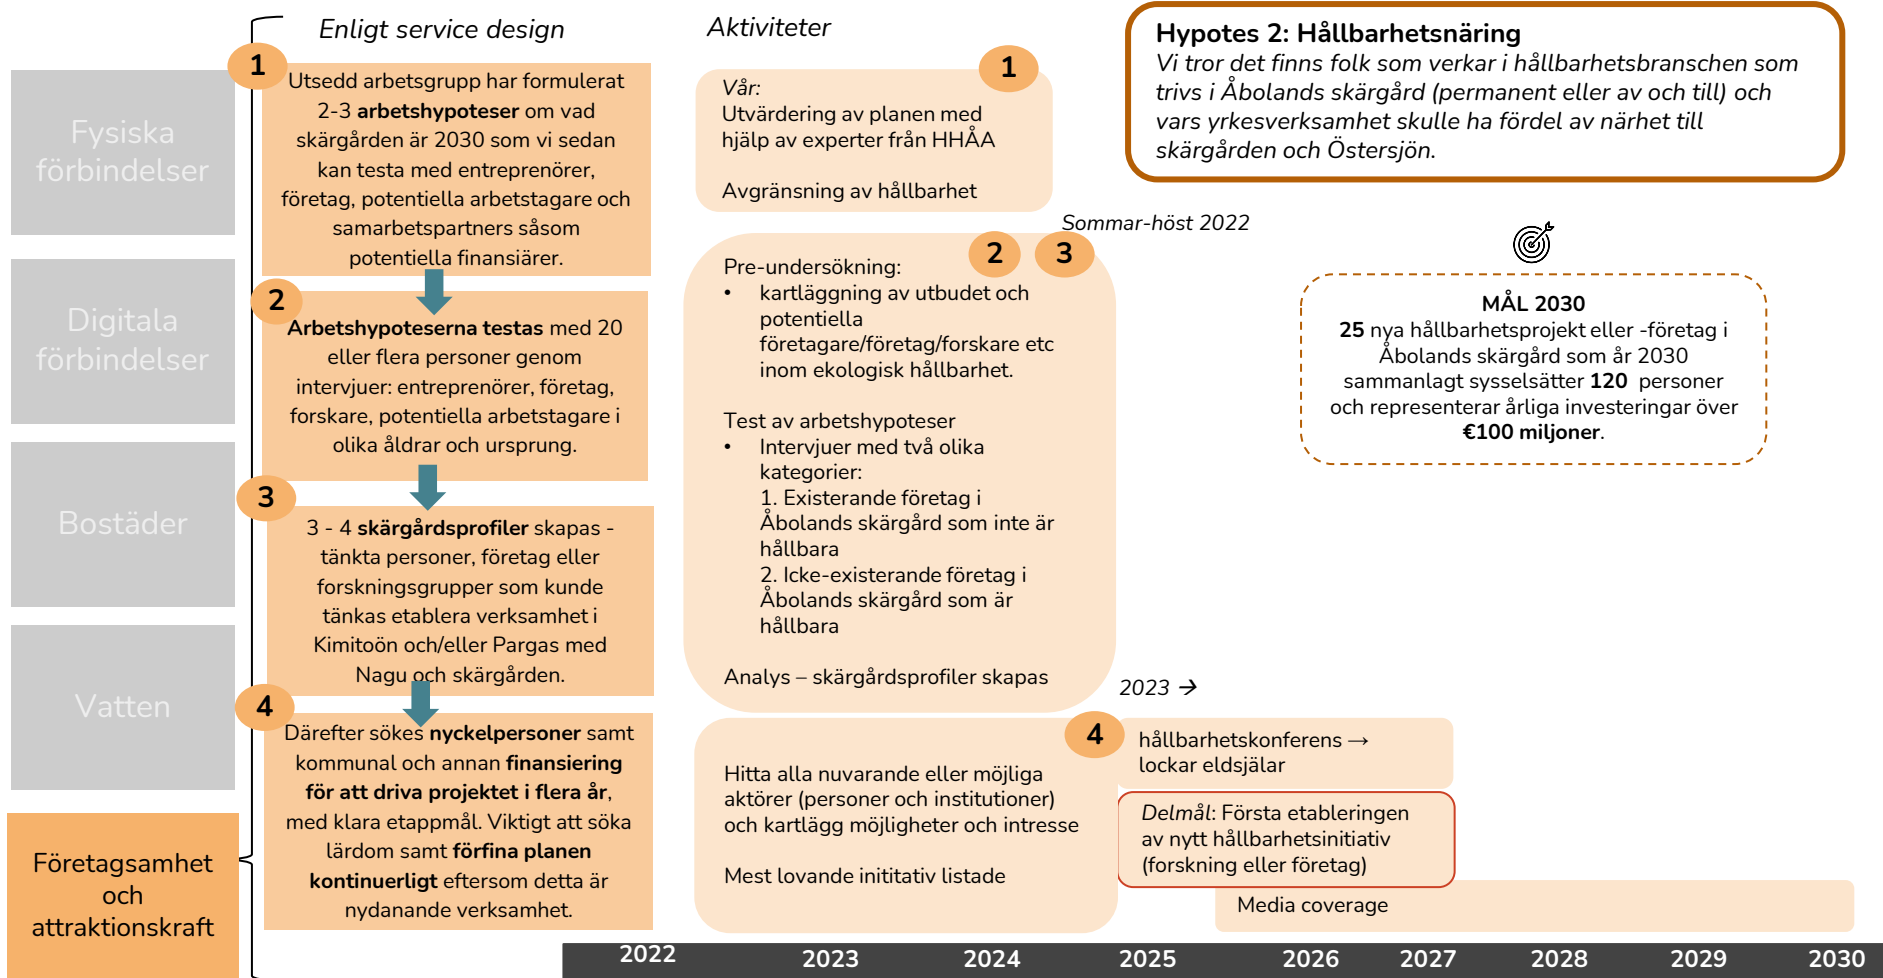 Fysiska
förbindelser
Digitala
förbindelser
Bostäder
Vatten
Företagsamhet
och
attraktionskraft
Enligt service design
1
Utsedd arbetsgrupp har formulerat
2-3 arbetshypoteser om vad
skärgården är 2030 som vi sedan
kan testa med entreprenörer,
företag, potentiella arbetstagare och
samarbetspartners såsom
potentiella finansiärer.
2
Arbetshypoteserna testas med 20
eller flera personer genom
intervjuer: entreprenörer, företag,
forskare, potentiella arbetstagare i
olika åldrar och ursprung.
3
3 - 4 skärgårdsprofiler skapas -
tänkta personer, företag eller
forskningsgrupper som kunde
tänkas etablera verksamhet i
Kimitoön och/eller Pargas med
Nagu och skärgården.
4
Därefter sökes nyckelpersoner samt
kommunal och annan finansiering
för att driva projektet i flera år,
med klara etappmål. Viktigt att söka
lärdom samt förfina planen
kontinuerligt eftersom detta är
nydanande verksamhet.
Aktiviteter
1
Vår:
Utvärdering av planen med
hjälp av experter från HHÅA
Avgränsning av hållbarhet
Sommar-höst 2022
2 3
Pre-undersökning:
• kartläggning av utbudet och
potentiella
företagare/företag/forskare etc
inom ekologisk hållbarhet.
Test av arbetshypoteser
• Intervjuer med två olika
kategorier:
1. Existerande företag i
Åbolands skärgård som inte är
hållbara
2. Icke-existerande företag i
Åbolands skärgård som är
hållbara
Analys – skärgårdsprofiler skapas
2023 →
4
Hitta alla nuvarande eller möjliga
aktörer (personer och institutioner)
och kartlägg möjligheter och intresse
Mest lovande inititativ listade
hållbarhetskonferens →
lockar eldsjälar
Delmål: Första etableringen
av nytt hållbarhetsinitiativ
(forskning eller företag)
Media coverage
Hypotes 2: Hållbarhetsnäring
Vi tror det finns folk som verkar i hållbarhetsbranschen som
trivs i Åbolands skärgård (permanent eller av och till) och
vars yrkesverksamhet skulle ha fördel av närhet till
skärgården och Östersjön.
MÅL 2030
25 nya hållbarhetsprojekt eller -företag i
Åbolands skärgård som år 2030
sammanlagt sysselsätter 120 personer
och representerar årliga investeringar över
€100 miljoner.
2022 2023 2024 2025 2026 2027 2028 2029 2030